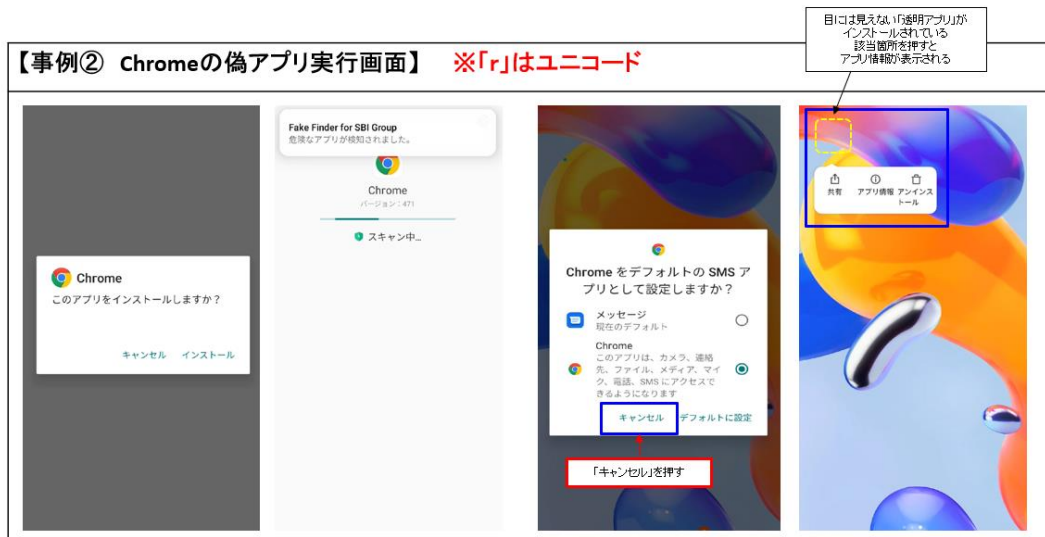 目には見えない「透明アプリ」が
インストールされている
該当箇所を押すと
アプリ情報が表示される
【事例② Chromeの偽アプリ実行画面】 ※「r」はユニコード
Chrome
このアプリをインストールしますか？
キャンセル インストール
Fake Finder for SBI Group
危険なアプリが検知されました。
Chrome
バージョン：471
スキャン中...
Chrome をデフォルトの SMS ア
プリとして設定しますか？
メッセージ
現在のデフォルト
Chrome
このアプリは、カメラ、連絡
先、ファイル、メディア、マイ
ク、電話、SMS にアクセスで
きるようになります
キャンセル デフォルトに設定
「キャンセル」を押す
共有 アプリ情報 アンインス
トール